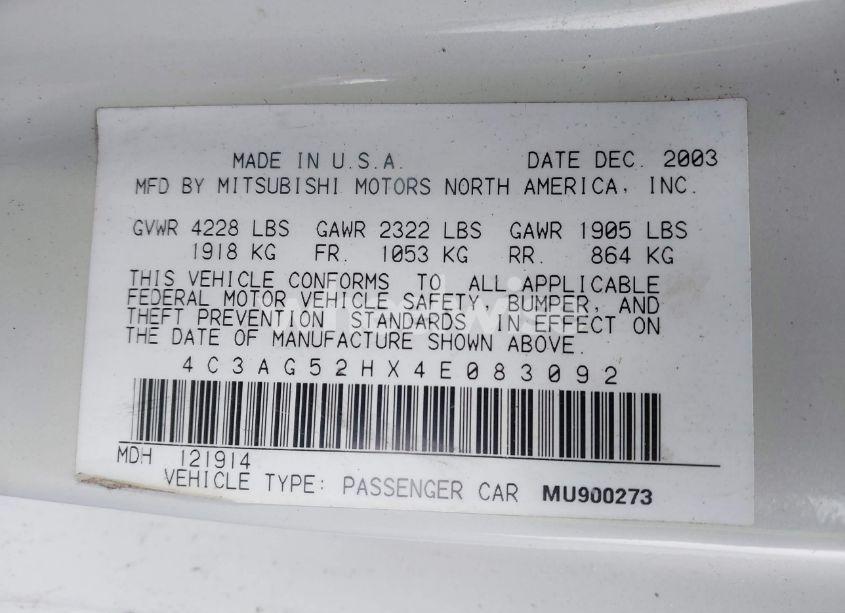 MADE IN U.S.A. DATE DEC. 2003
MFD BY MITSUBISHI MOTORS NORTH AMERICA, INC.
GVWR 4228 LBS GAWR 2322 LBS GAWR 1905 LBS
1918 KG FR. 1053 KG RR. 864 KG
THIS VEHICLE CONFORMS TO ALL APPLICABLE
FEDERAL MOTOR VEHICLE SAFETY, BUMPER, AND
THEFT PREVENTION STANDARDS IN EFFECT ON
THE DATE OF MANUFACTURE SHOWN ABOVE.
4C3AG52HX4E083092
MDH 121914
VEHICLE TYPE: PASSENGER CAR MU900273